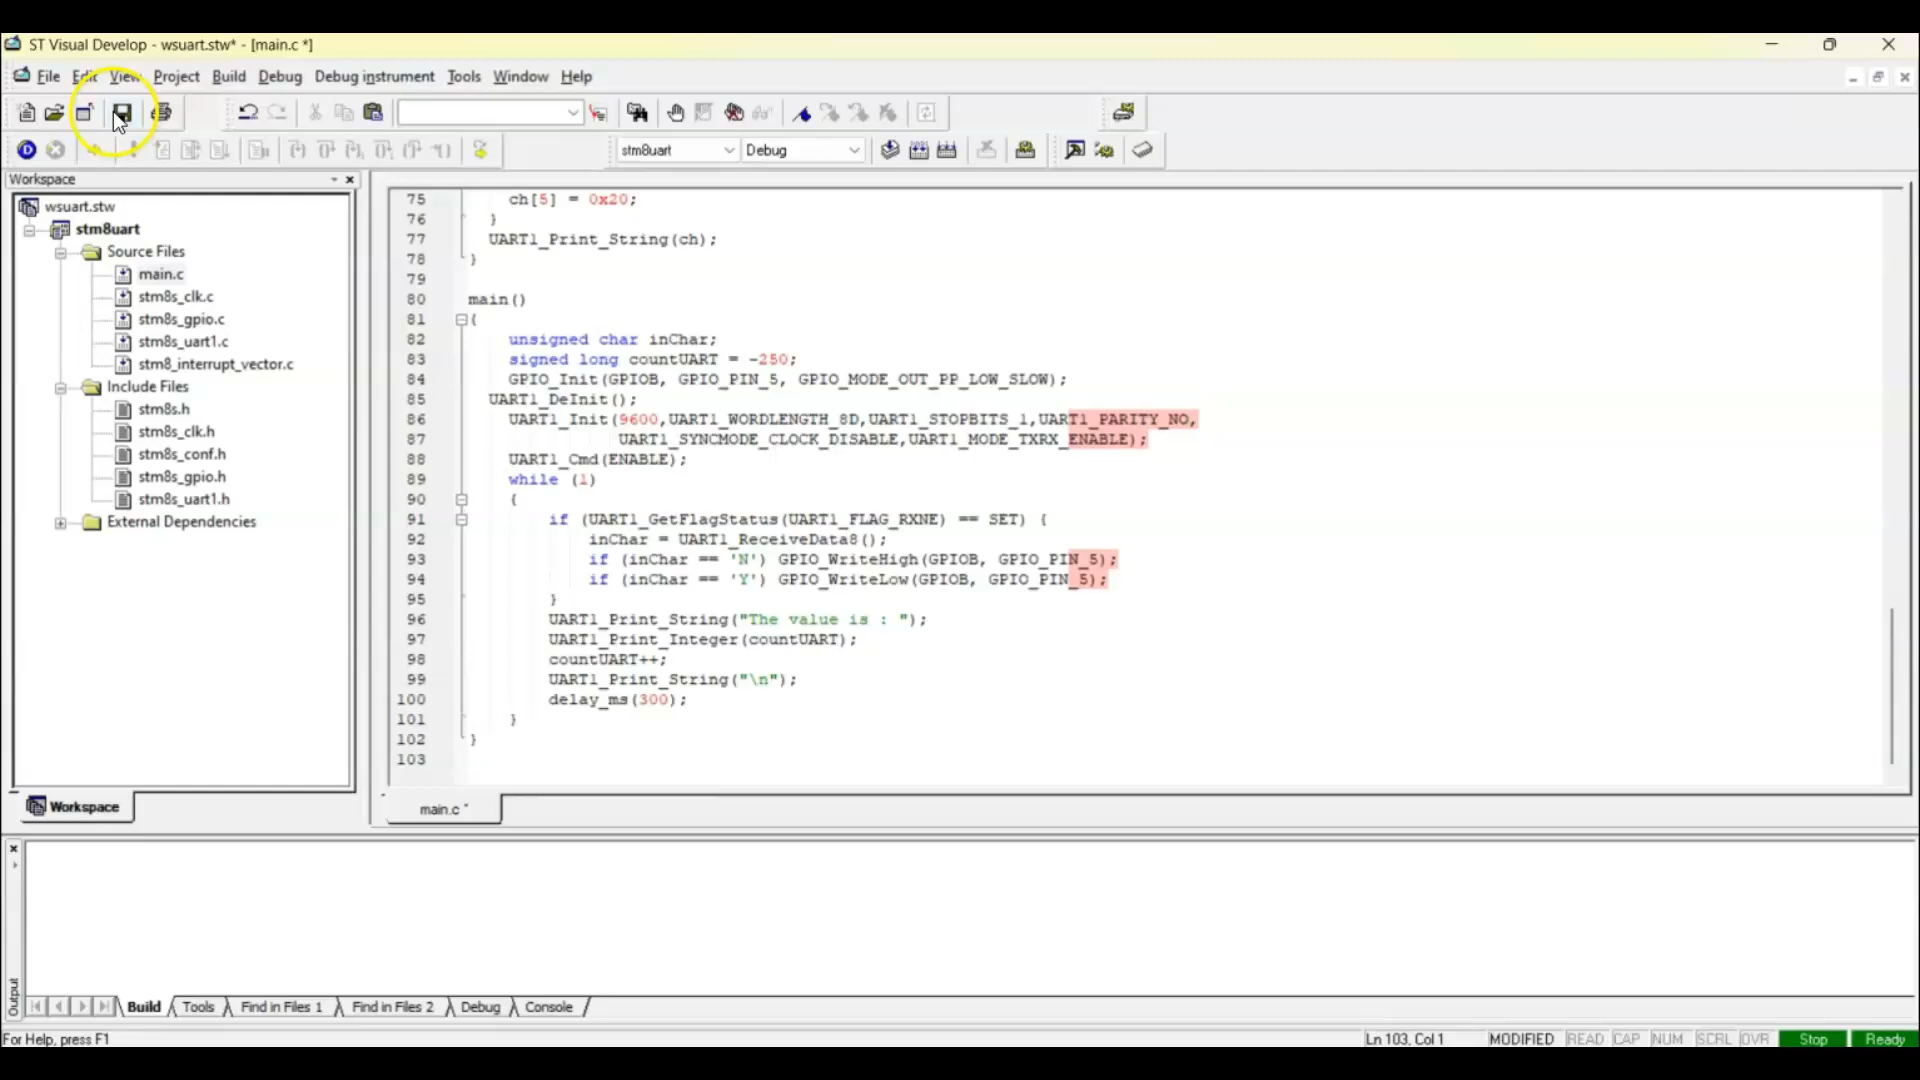 ST Visual Develop - wsuart.stw* - [main.c *]
File Edit View Project Build Debug Debug instrument Tools Window Help
stm8uart Debug
Workspace
wsuart.stw
stm8uart
Source Files
main.c
stm8s_clk.c
stm8s_gpio.c
stm8s_uart1.c
stm8_interrupt_vector.c
Include Files
stm8s.h
stm8s_clk.h
stm8s_conf.h
stm8s_gpio.h
stm8s_uart1.h
External Dependencies
Workspace
75 ch[5] = 0x20;
76 }
77 UART1_Print_String(ch);
78 }
79
80 main()
81 {
82 unsigned char inChar;
83 signed long countUART = -250;
84 GPIO_Init(GPIOB, GPIO_PIN_5, GPIO_MODE_OUT_PP_LOW_SLOW);
85 UART1_DeInit();
86 UART1_Init(9600,UART1_WORDLENGTH_8D,UART1_STOPBITS_1,UART1_PARITY_NO,
87 UART1_SYNCMODE_CLOCK_DISABLE,UART1_MODE_TXRX_ENABLE);
88 UART1_Cmd(ENABLE);
89 while (1)
90 {
91 if (UART1_GetFlagStatus(UART1_FLAG_RXNE) == SET) {
92 inChar = UART1_ReceiveData8();
93 if (inChar == 'N') GPIO_WriteHigh(GPIOB, GPIO_PIN_5);
94 if (inChar == 'Y') GPIO_WriteLow(GPIOB, GPIO_PIN_5);
95 }
96 UART1_Print_String("The value is : ");
97 UART1_Print_Integer(countUART);
98 countUART++;
99 UART1_Print_String("\n");
100 delay_ms(300);
101 }
102 }
103
main.c *
Output
Build Tools Find in Files 1 Find in Files 2 Debug Console
For Help, press F1
Ln 103, Col 1 MODIFIED READ CAP NUM SCRL OVR Stop Ready